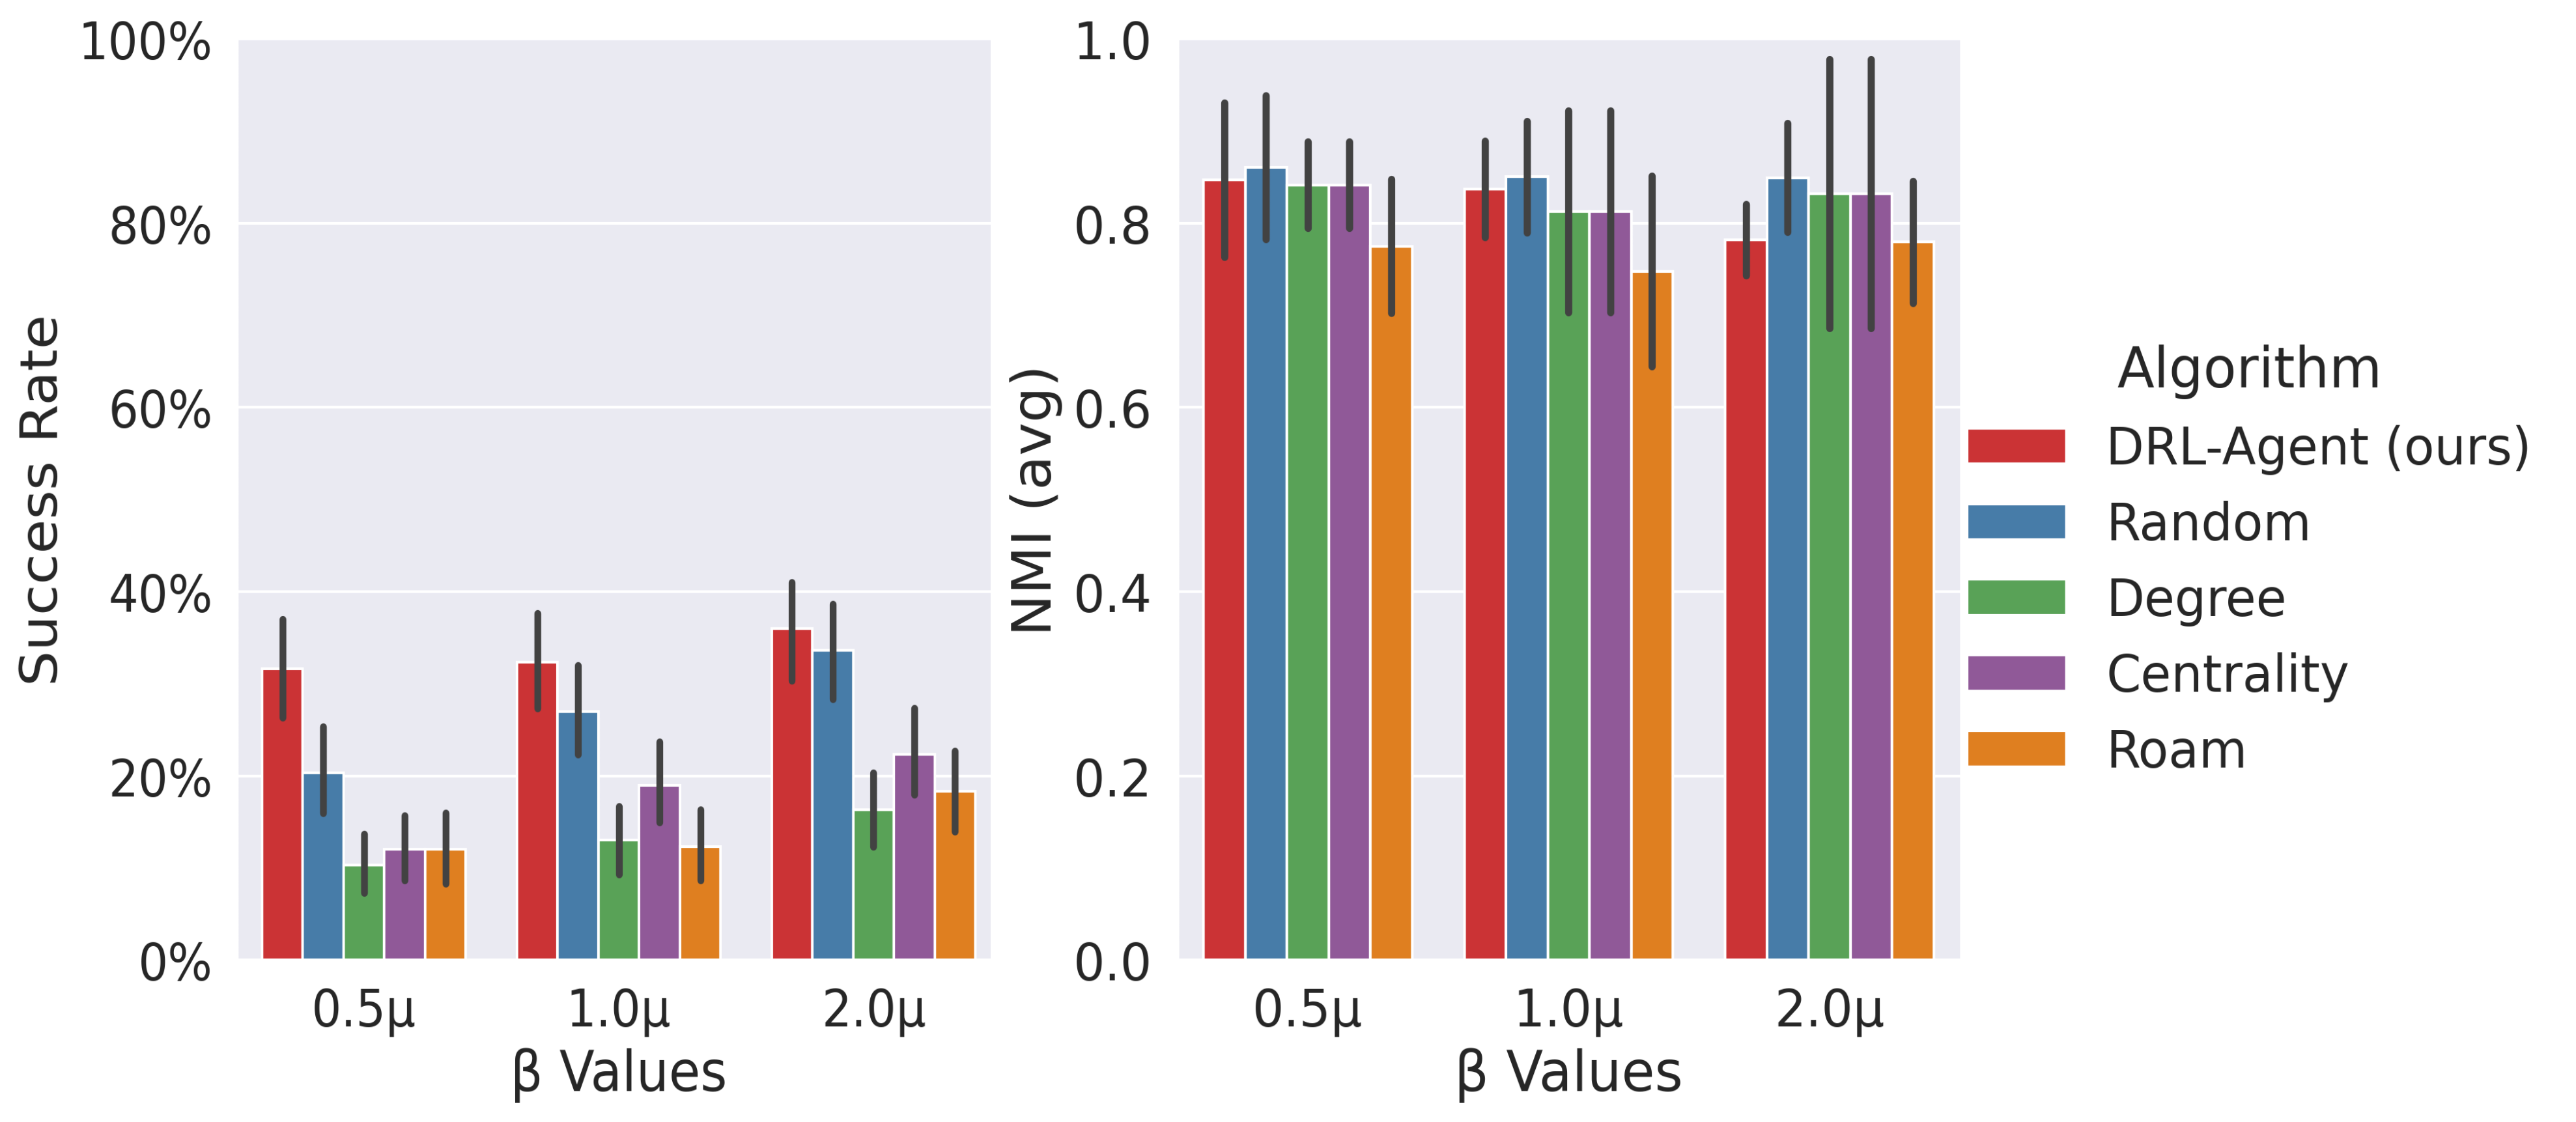 100%
80%
60%
40%
20%
0%
Success Rate
0.5μ 1.0μ 2.0μ
β Values
1.0
0.8
0.6
0.4
0.2
0.0
NMI (avg)
0.5μ 1.0μ 2.0μ
β Values
Algorithm
DRL-Agent (ours)
Random
Degree
Centrality
Roam